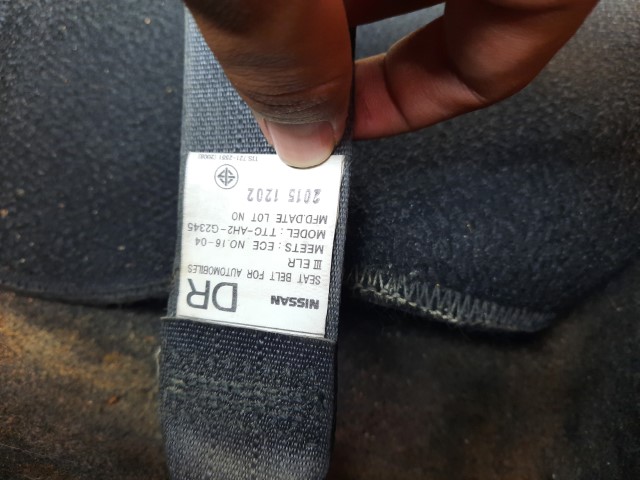 NISSAN DR
SEAT BELT FOR AUTOMOBILES
III ELR
MEETS : ECE NO.16-04
MODEL : TTC-AH2-G2345
MFD.DATE LOT NO
2015 1202